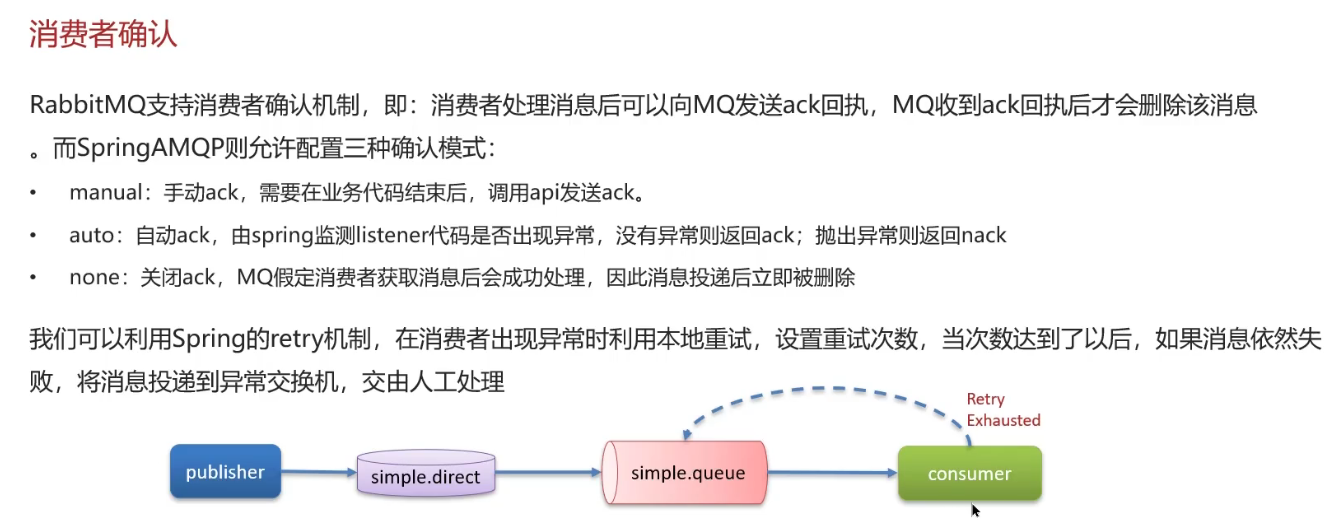 消费者确认
RabbitMQ支持消费者确认机制，即：消费者处理消息后可以向MQ发送ack回执，MQ收到ack回执后才会删除该消息
。而SpringAMQP则允许配置三种确认模式：
• manual：手动ack，需要在业务代码结束后，调用api发送ack。
• auto：自动ack，由spring监测listener代码是否出现异常，没有异常则返回ack；抛出异常则返回nack
• none：关闭ack，MQ假定消费者获取消息后会成功处理，因此消息投递后立即被删除
我们可以利用Spring的retry机制，在消费者出现异常时利用本地重试，设置重试次数，当次数达到了以后，如果消息依然失
败，将消息投递到异常交换机，交由人工处理
Retry
Exhausted
publisher
simple.direct
simple.queue
consumer